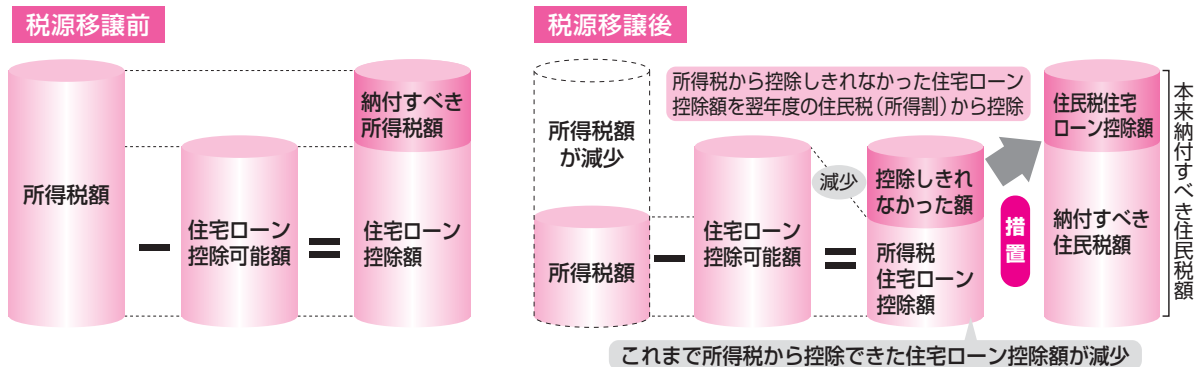 税源移譲前
所得税額
住宅ローン
控除可能額
納付すべき
所得税額
住宅ローン
控除額
税源移譲後
所得税額
が減少
所得税額
所得税から控除しきれなかった住宅ローン
控除額を翌年度の住民税(所得割)から控除
住宅ローン
控除可能額
減少
控除しきれ
なかった額
所得税
住宅ローン
控除額
措置
住民税住宅
ローン控除額
納付すべき
住民税額
本来納付すべき住民税額
これまで所得税から控除できた住宅ローン控除額が減少